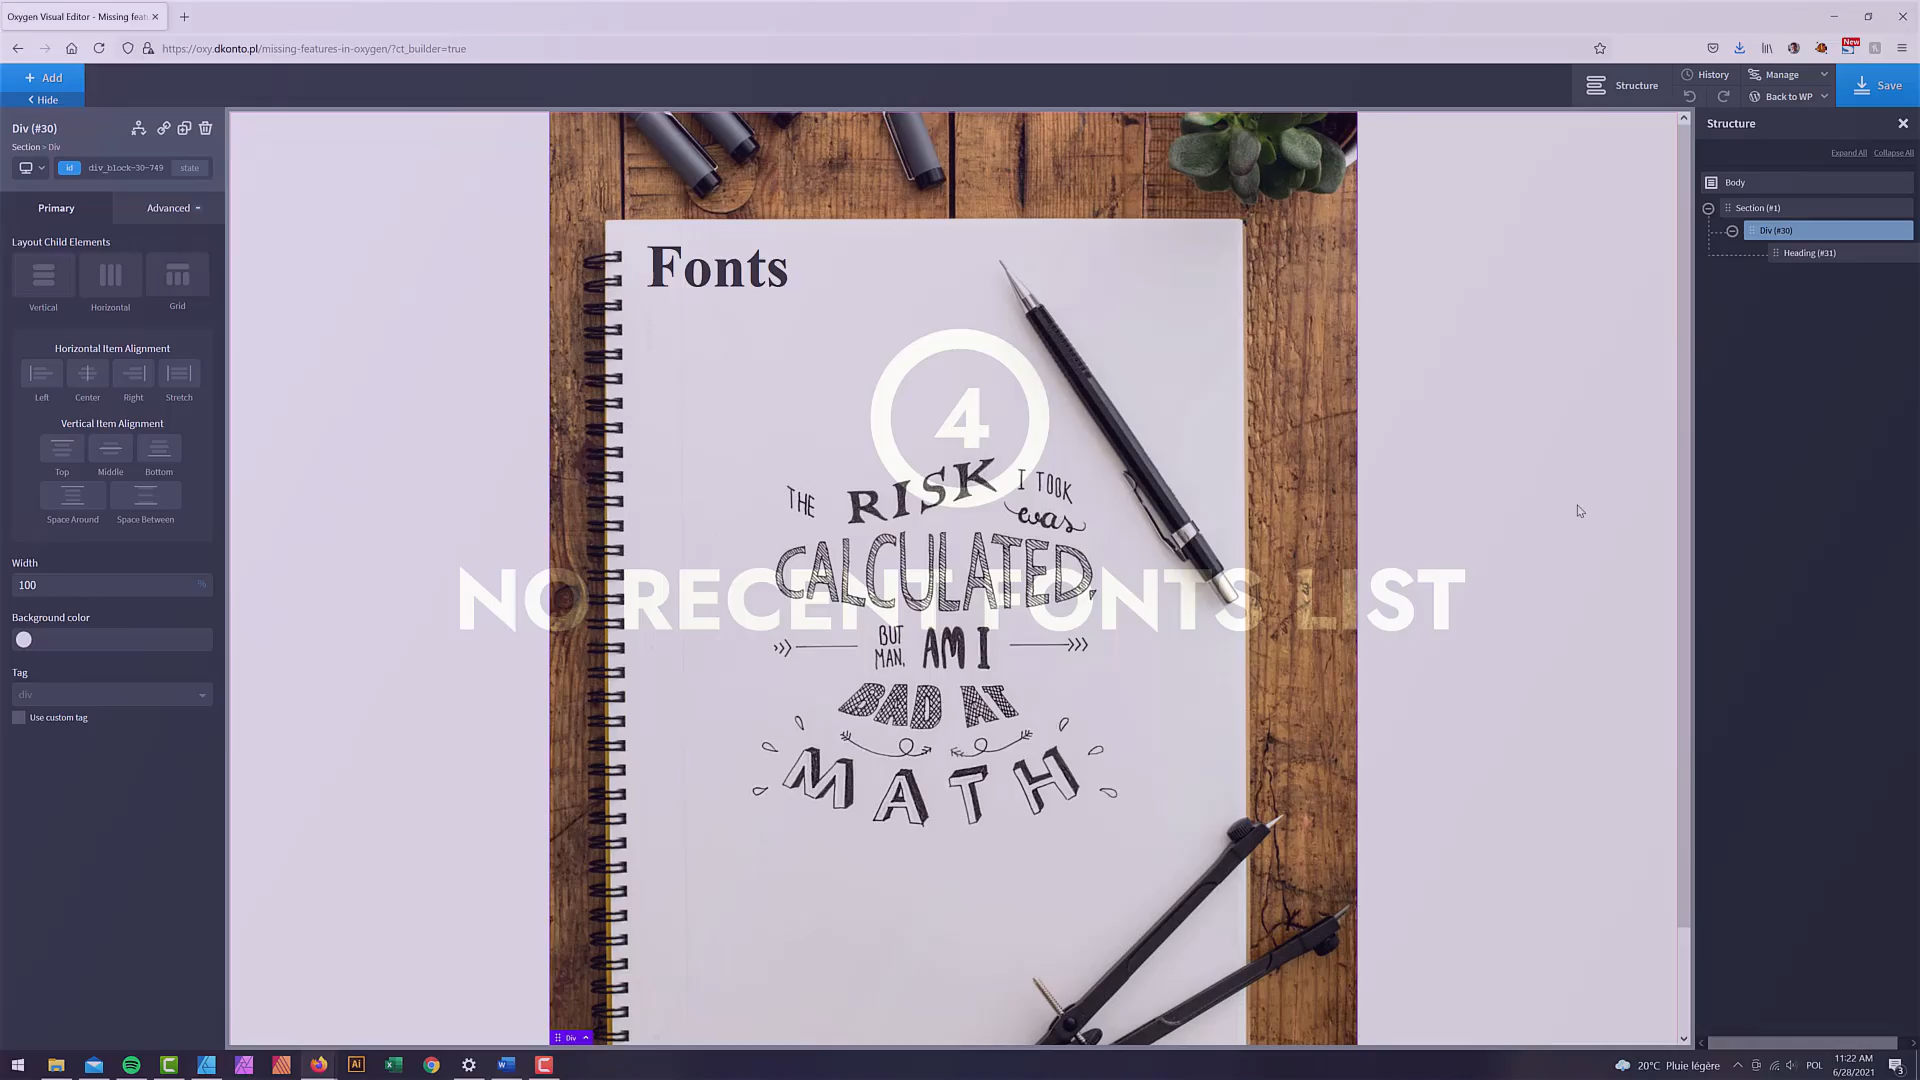 Oxygen Visual Editor - Missing feat
https://oxy.dkonto.pl/missing-features-in-oxygen/?ct_builder=true
New
+ Add
< Hide
Structure
History
Manage
Back to WP
Save
Div (#30)
Section > Div
id
div_block-30-749
state
Primary
Advanced
Layout Child Elements
Vertical
Horizontal
Grid
Horizontal Item Alignment
Left
Center
Right
Stretch
Vertical Item Alignment
Top
Middle
Bottom
Space Around
Space Between
Width
100
%
Background color
Tag
div
Use custom tag
Fonts
4
THE RISK I TOOK
was
CALCULATED,
NO RECENT FONTS LIST
BUT
MAN,
AM I
BAD AT
MATH
Div
Structure
Expand All
Collapse All
Body
Section (#1)
Div (#30)
Heading (#31)
Ai
20°C Pluie légère
POL
11:22 AM
6/28/2021
3